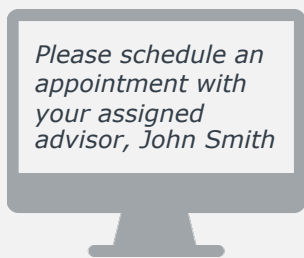 Please schedule an
appointment with
your assigned
advisor, John Smith